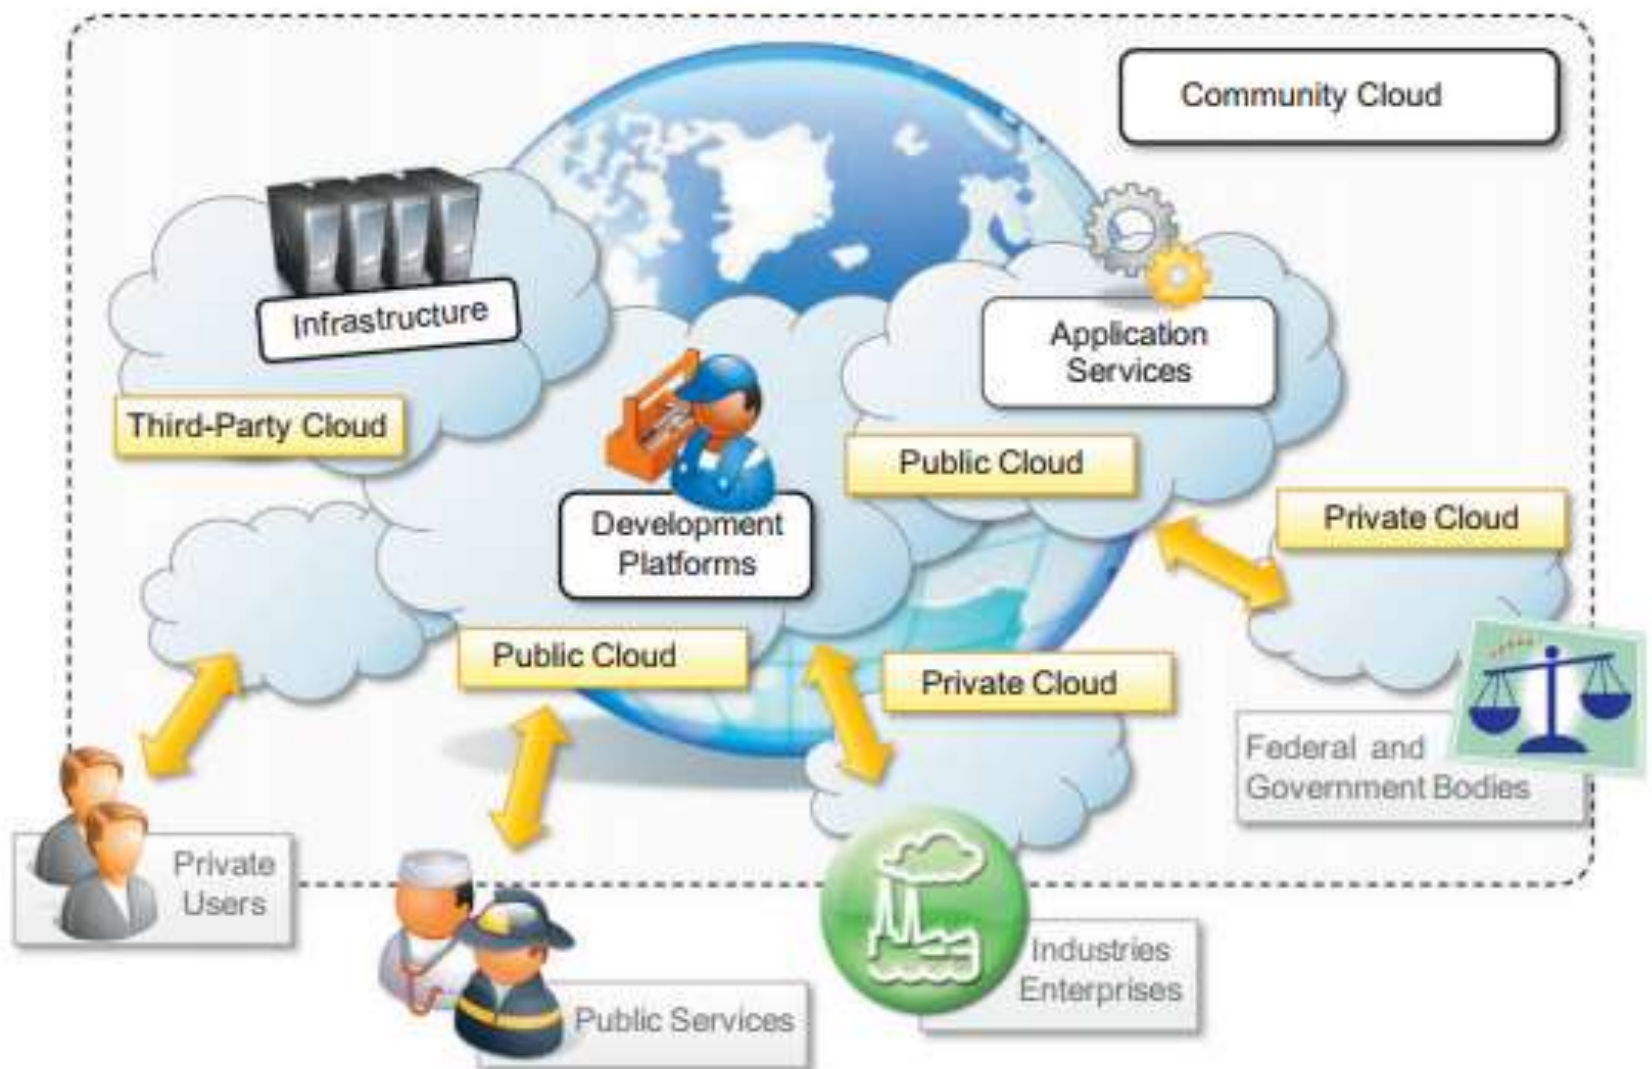 Community Cloud
Infrastructure
Application
Services
Third-Party Cloud
Public Cloud
Development
Platforms
Private Cloud
Public Cloud
Private Cloud
Federal and
Government Bodies
Private
Users
Industries
Enterprises
Public Services